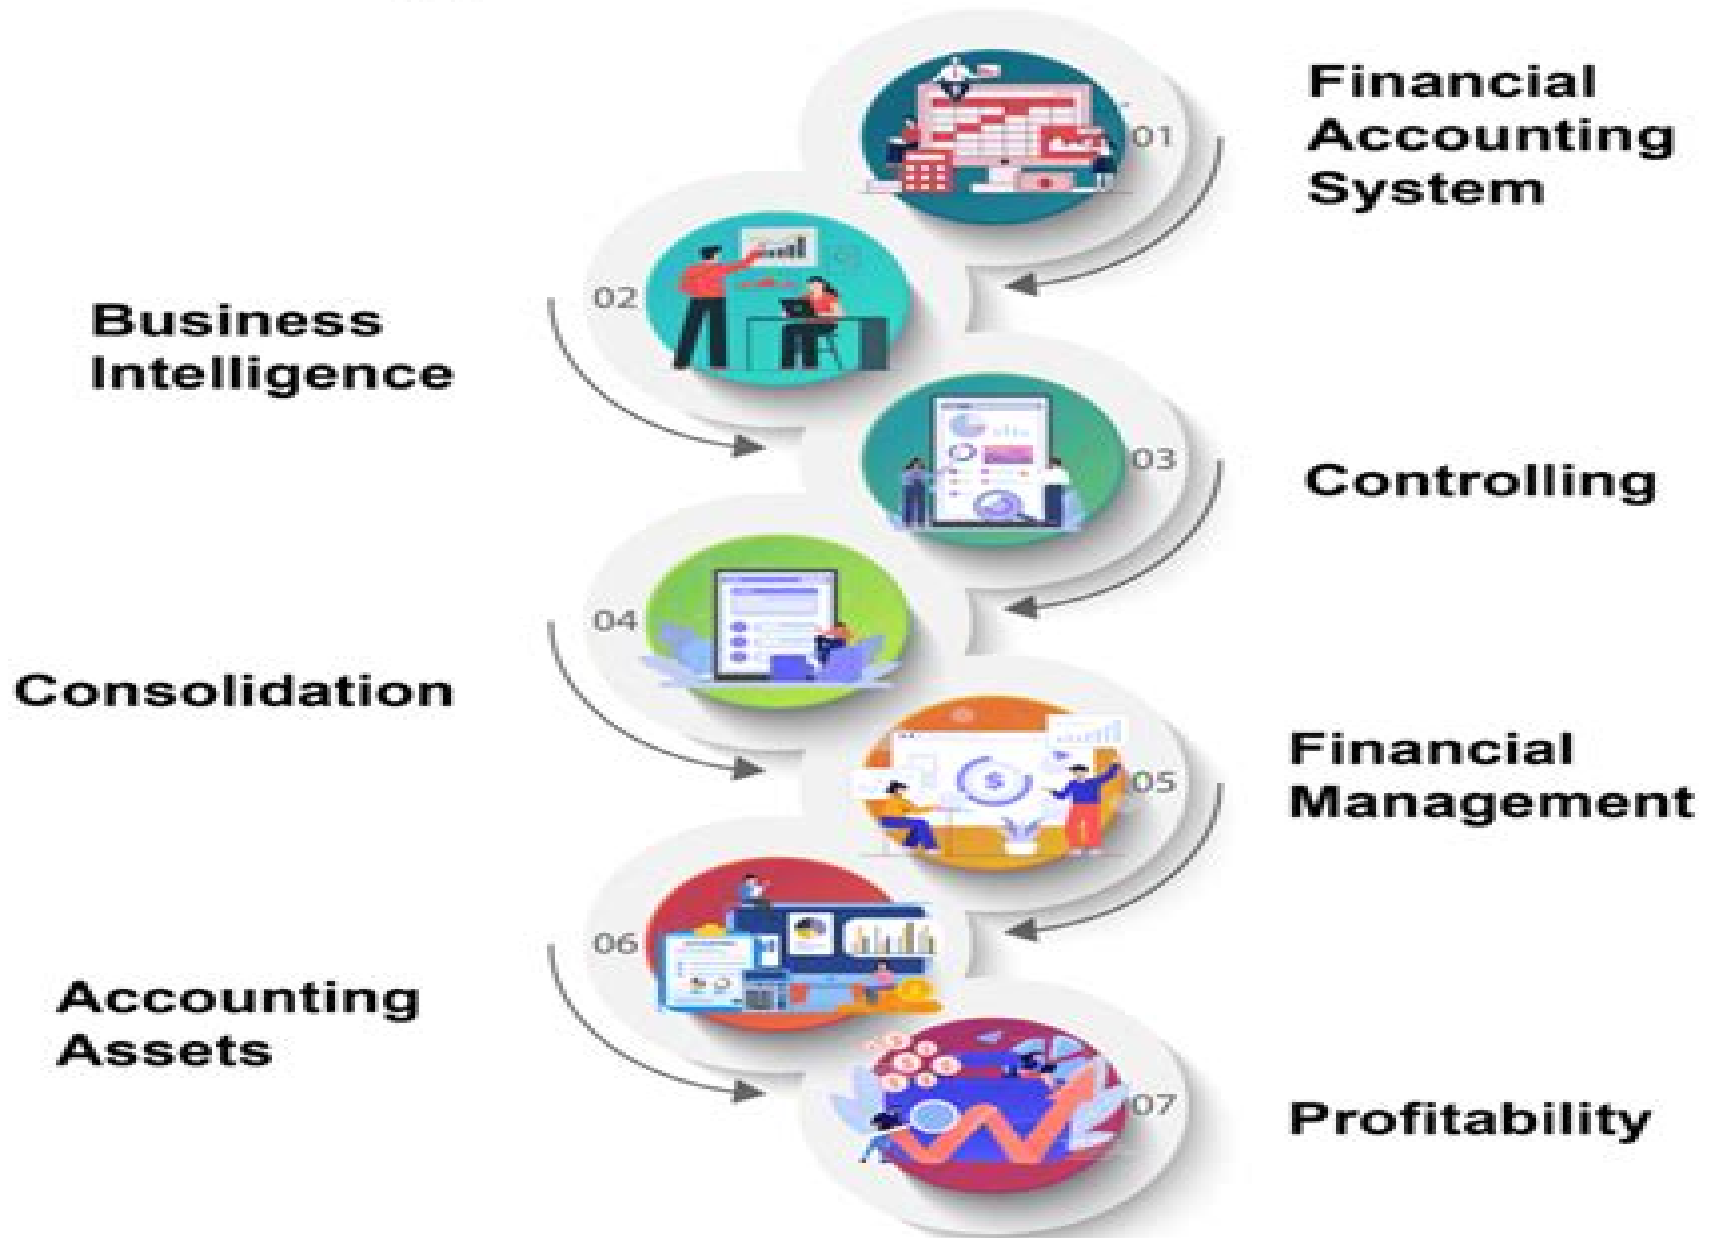 01
Financial
Accounting
System
02
Business
Intelligence
03
Controlling
04
Consolidation
05
Financial
Management
06
Accounting
Assets
07
Profitability